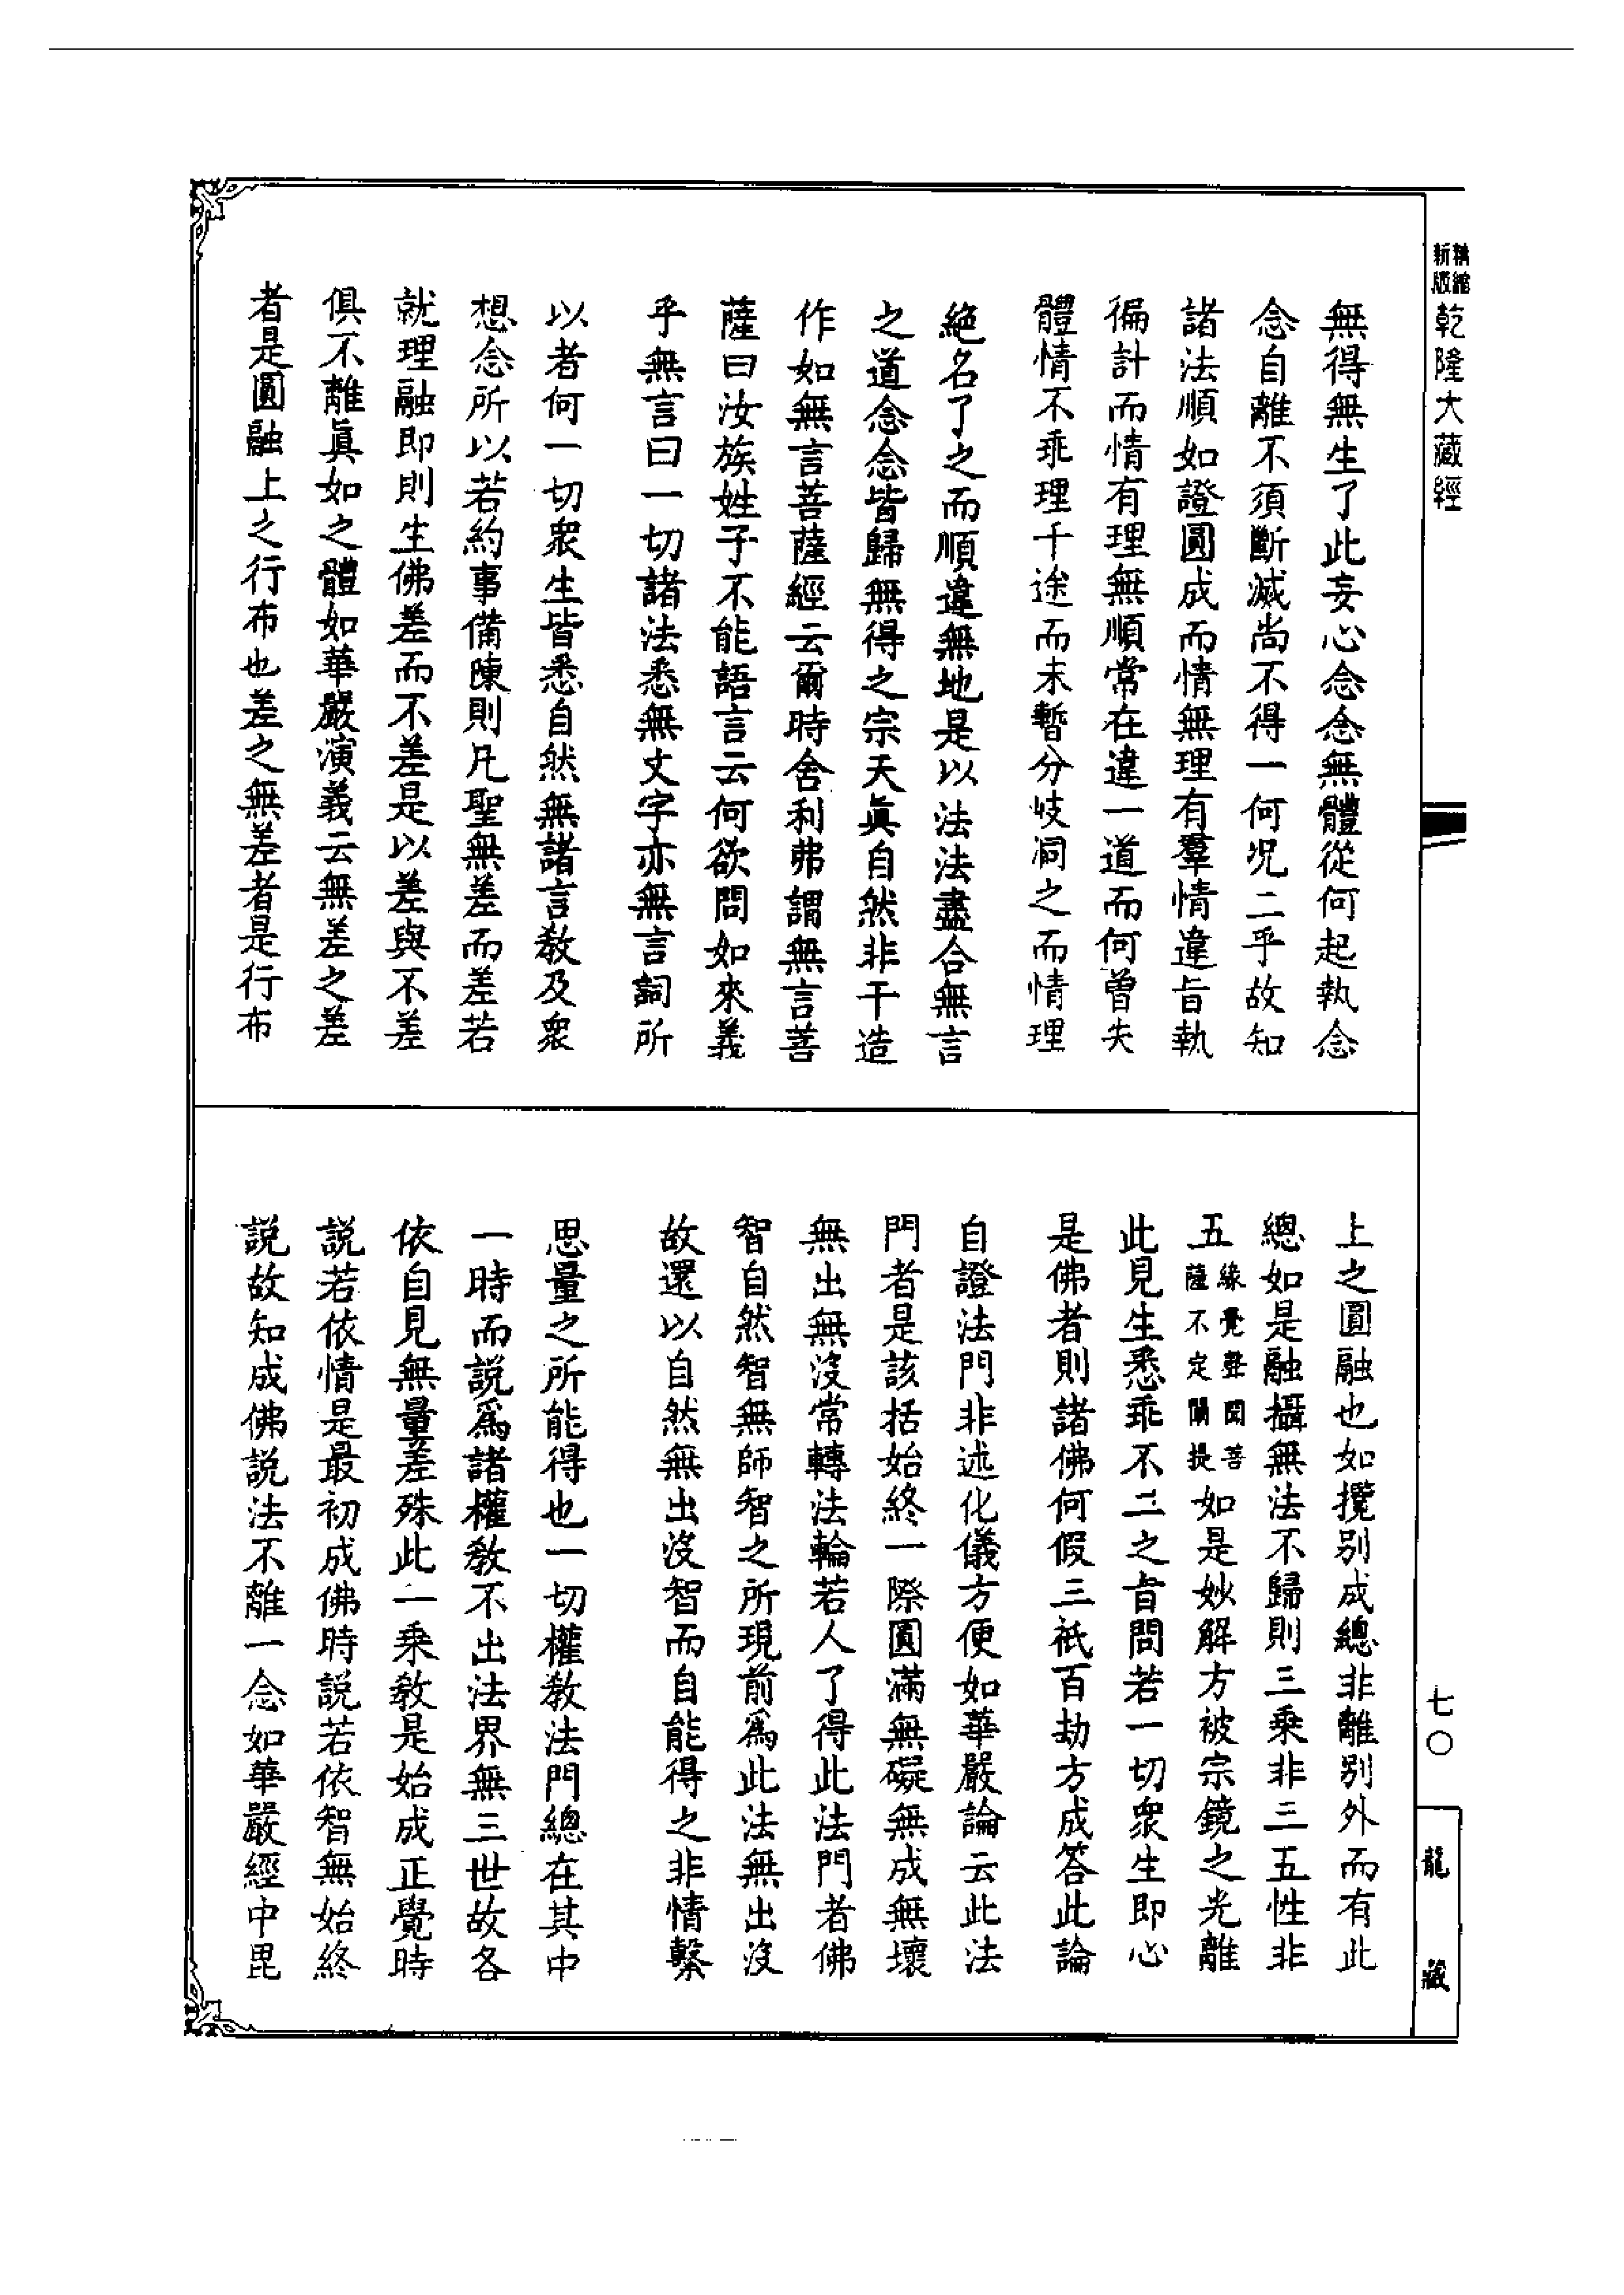 精縮新版乾隆大藏經
無得無生了此妄心念念無體從何起執念
念自離不須斷滅尚不得一何況二乎故知
諸法順如證圓成而情無理有羣情違旨執
徧計而情有理無順常在違一道而何曾失
體情不乖理千途而未暫分岐洞之而情理
絕名了之而順違無地是以法法盡合無言
之道念念皆歸無得之宗天眞自然非干造
作如無言菩薩經云爾時舍利弗謂無言菩
薩曰汝族姓子不能語言云何欲問如來義
乎無言曰一切諸法悉無文字亦無言詞所
以者何一切衆生皆悉自然無諸言教及衆
想念所以若約事備陳則凡聖無差而差若
就理融即則生佛差而不差是以差與不差
俱不離眞如之體如華嚴演義云無差之差
者是圓融上之行布也差之無差者是行布
上之圓融也如攬別成總非離別外而有此
總如是融攝無法不歸則三乘非三五性非
五緣覺聲聞菩薩不定闡提如是妙解方被宗鏡之光離
此見生悉乖不二之旨問若一切衆生即心
是佛者則諸佛何假三祇百劫方成答此論
自證法門非述化儀方便如華嚴論云此法
門者是該括始終一際圓滿無礙無成無壞
無出無沒常轉法輪若人了得此法門者佛
智自然智無師智之所現前爲此法無出沒
故還以自然無出沒智而自能得之非情繫
思量之所能得也一切權教法門總在其中
一時而説爲諸權教不出法界無三世故各
依自見無量差殊此一乘教是始成正覺時
説若依情是最初成佛時説若依智無始終
説故知成佛説法不離一念如華嚴經中毘
七〇
龍藏